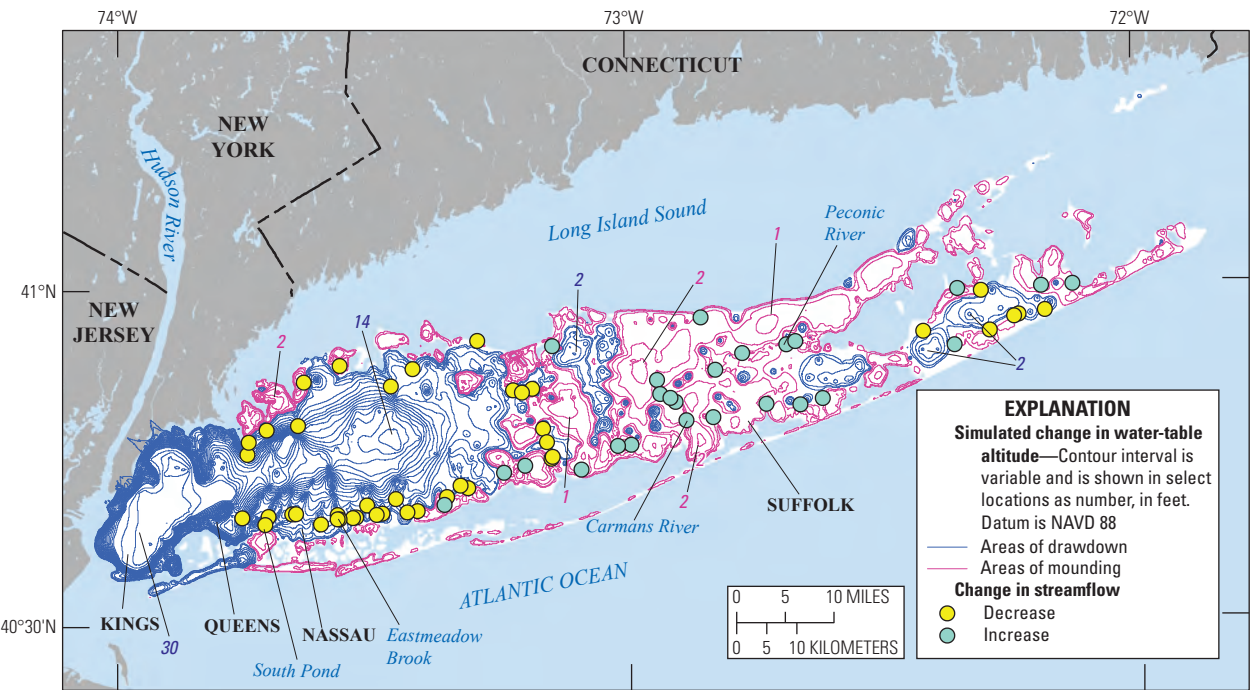 74°W
73°W
72°W
CONNECTICUT
NEW
YORK
Hudson River
Long Island Sound
Peconic
River
1
2
2
41°N
NEW
JERSEY
14
2
2
EXPLANATION
Simulated change in water-table
altitude—Contour interval is
variable and is shown in select
locations as number, in feet.
Datum is NAVD 88
Areas of drawdown
Areas of mounding
Change in streamflow
Decrease
Increase
2
1
2
SUFFOLK
Carmans River
ATLANTIC OCEAN
0 5 10 MILES
0 5 10 KILOMETERS
40°30'N
KINGS
QUEENS
NASSAU
Eastmeadow
Brook
30
South Pond